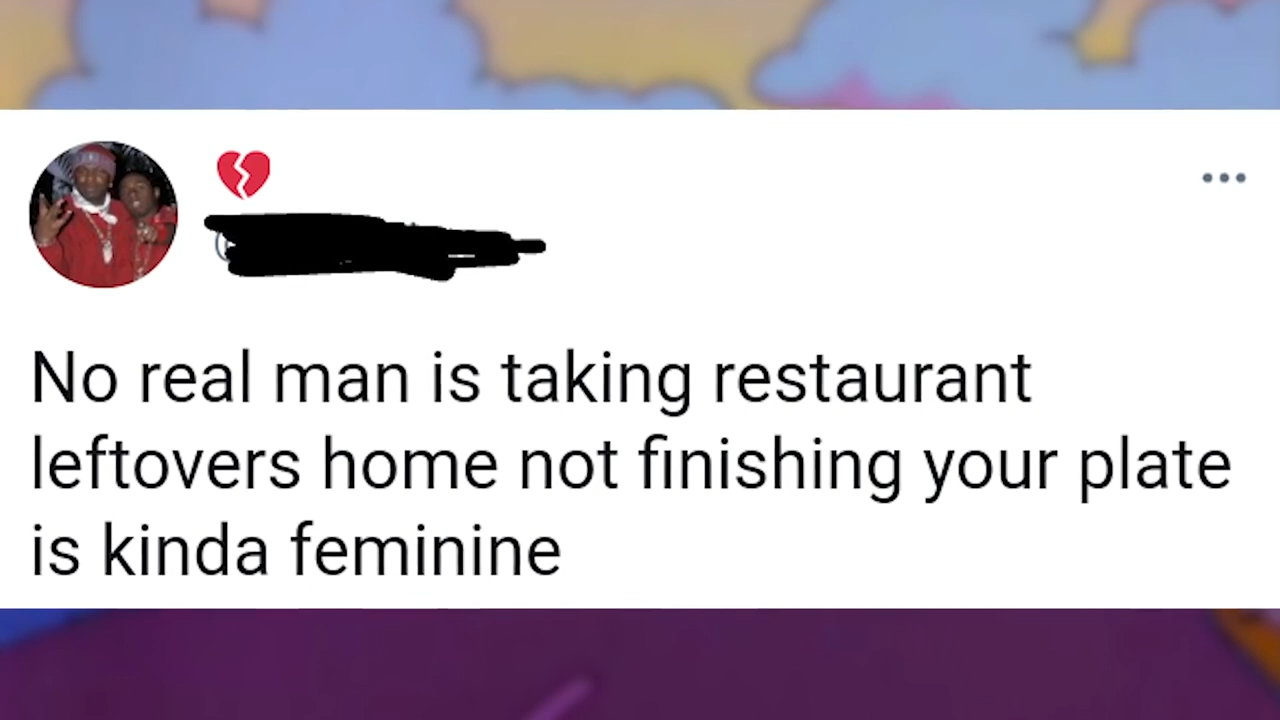 No real man is taking restaurant
leftovers home not finishing your plate
is kinda feminine